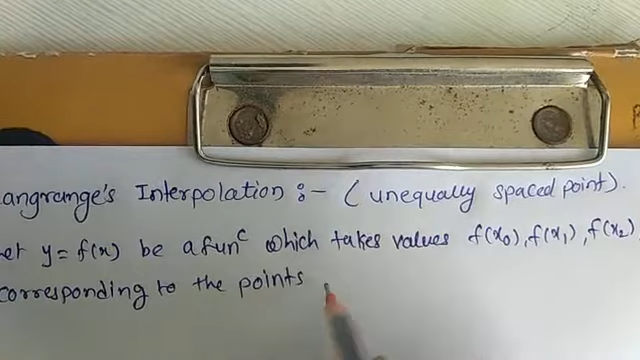 angrange's Interpolation :- (unequally spaced point).
et y = f(x) be a funᶜ which takes values f(x₀), f(x₁), f(x₂)
corresponding to the points